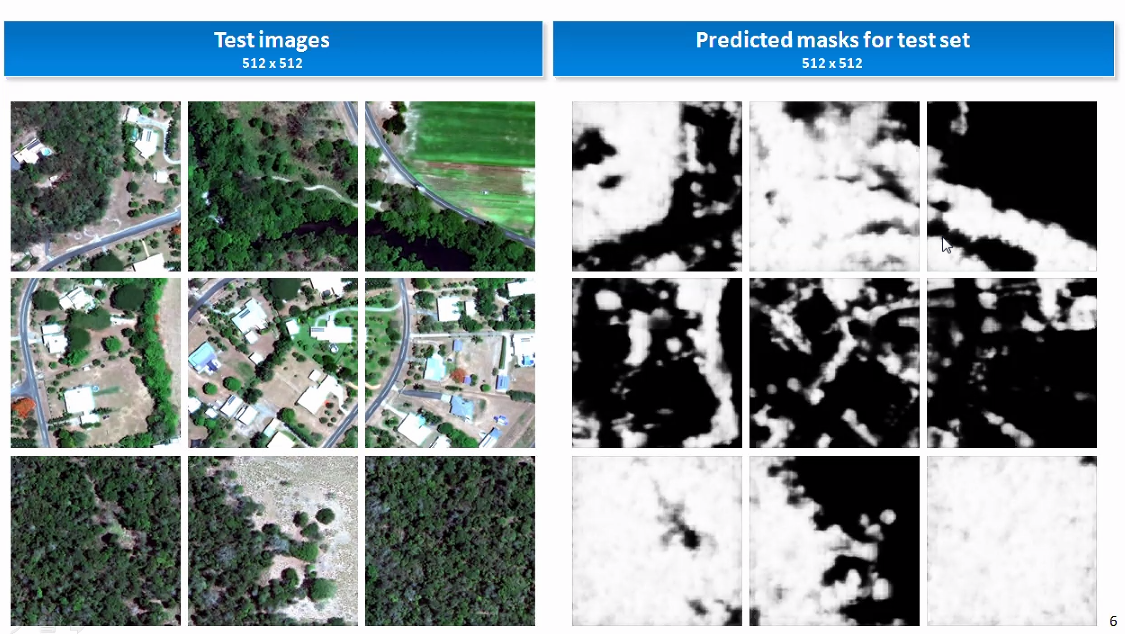 Test images
512 x 512
Predicted masks for test set
512 x 512
6